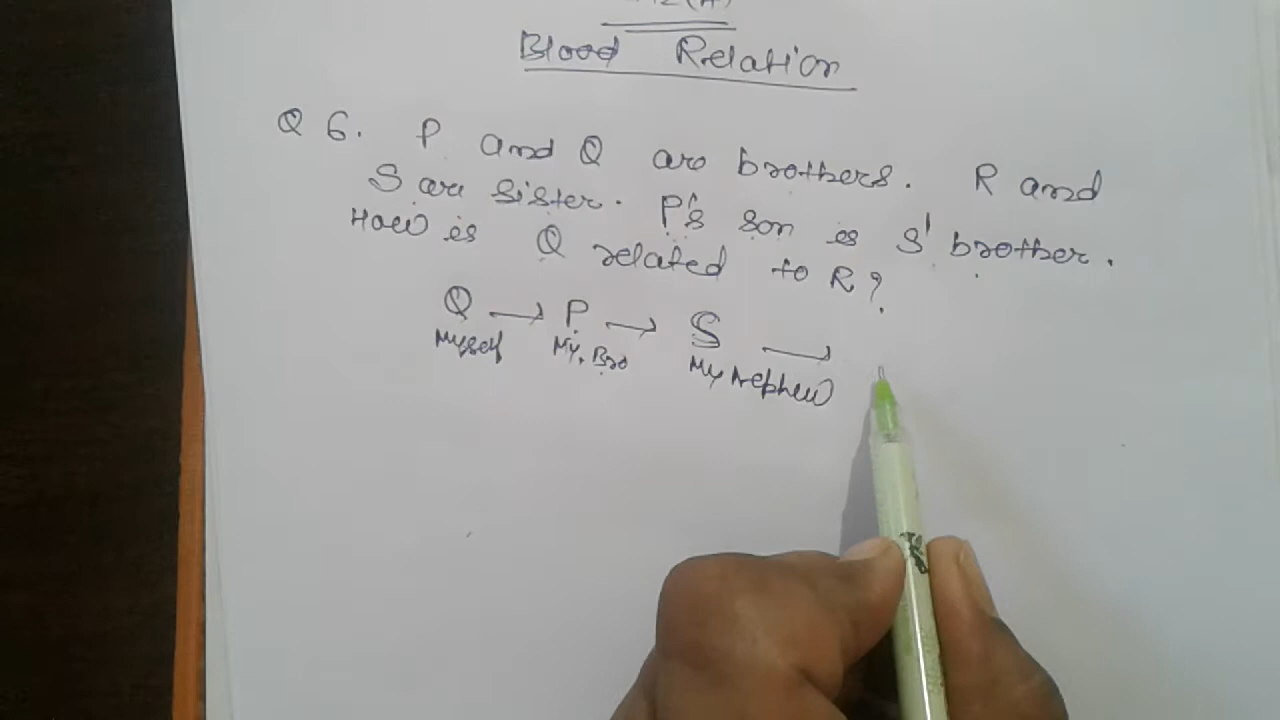 Blood Relation
Q 6. P and Q are brothers. R and
S are sister. P's son is S' brother.
How is Q related to R?
Q → P → S →
Myself My Bro My Nephew